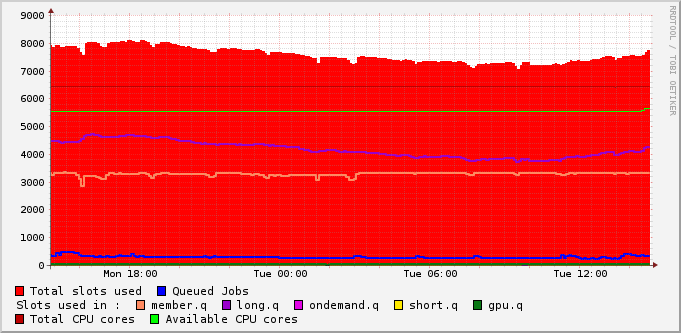 9000
8000
7000
6000
5000
4000
3000
2000
1000
0
Mon 18:00 Tue 00:00 Tue 06:00 Tue 12:00
RRDTOOL / TOBI OETIKER
Total slots used Queued Jobs
Slots used in : member.q long.q ondemand.q short.q gpu.q
Total CPU cores Available CPU cores